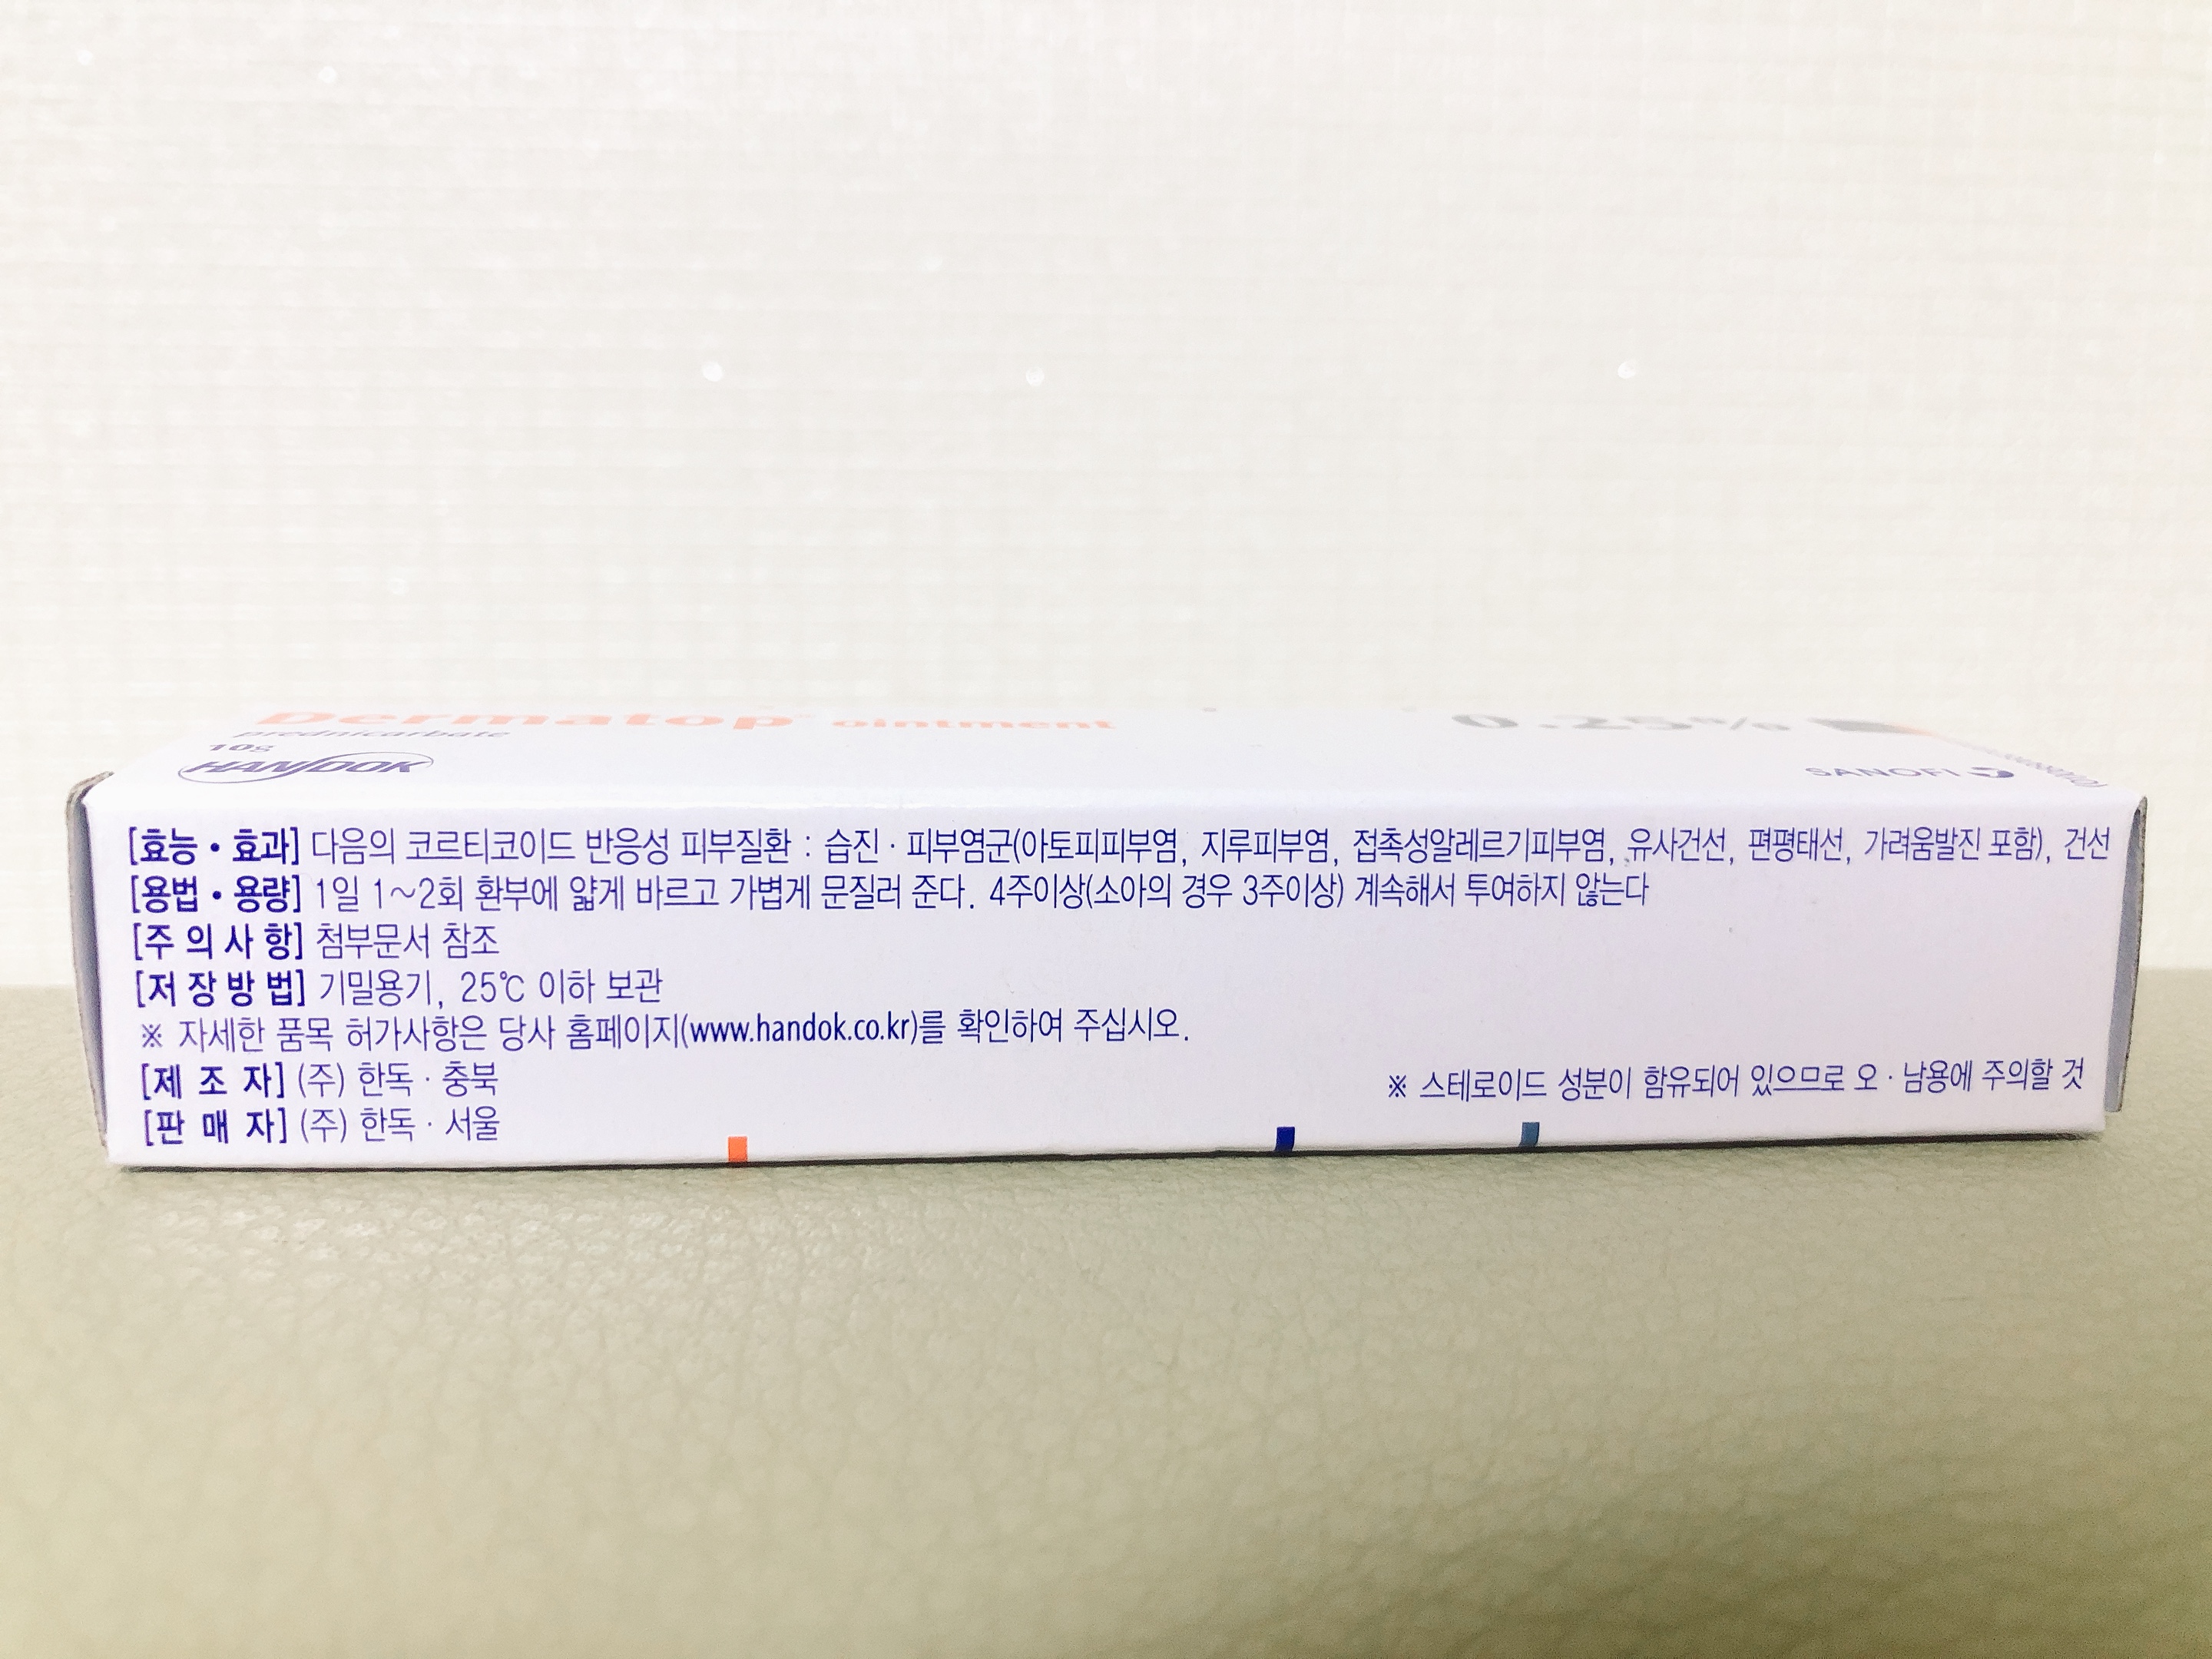 Dermatop® ointment 0.25%
prednicarbate
10g
HANDOK SANOFI
[효능 • 효과] 다음의 코르티코이드 반응성 피부질환 : 습진 · 피부염군(아토피피부염, 지루피부염, 접촉성알레르기피부염, 유사건선, 편평태선, 가려움발진 포함), 건선
[용법 • 용량] 1일 1~2회 환부에 얇게 바르고 가볍게 문질러 준다. 4주이상(소아의 경우 3주이상) 계속해서 투여하지 않는다
[주 의 사 항] 첨부문서 참조
[저 장 방 법] 기밀용기, 25℃ 이하 보관
※ 자세한 품목 허가사항은 당사 홈페이지(www.handok.co.kr)를 확인하여 주십시오.
[제 조 자] (주) 한독 · 충북
※ 스테로이드 성분이 함유되어 있으므로 오 · 남용에 주의할 것
[판 매 자] (주) 한독 · 서울